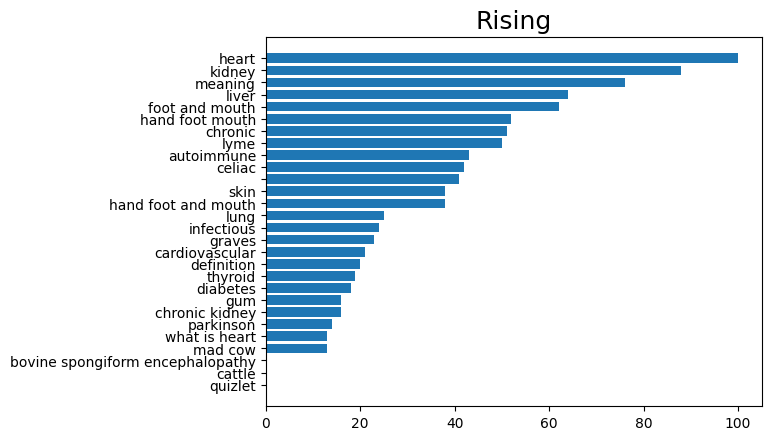 Rising
heart
kidney
meaning
liver
foot and mouth
hand foot mouth
chronic
lyme
autoimmune
celiac
skin
hand foot and mouth
lung
infectious
graves
cardiovascular
definition
thyroid
diabetes
gum
chronic kidney
parkinson
what is heart
mad cow
bovine spongiform encephalopathy
cattle
quizlet
0 20 40 60 80 100